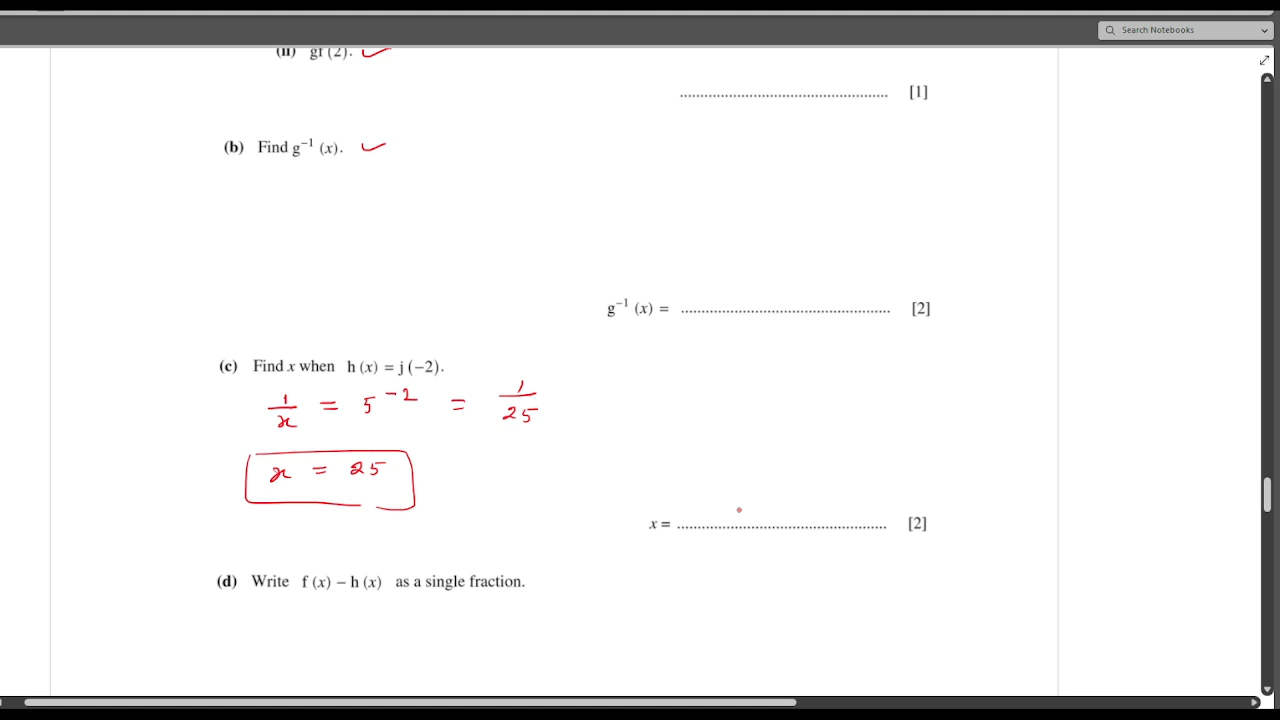 Search Notebooks
(ii) gf(2). ✓
................................................ [1]
(b) Find g⁻¹ (x). ✓
g⁻¹ (x) = ................................................ [2]
(c) Find x when h(x) = j(−2).
1/x = 5⁻² = 1/25
x = 25
x = ................................................ [2]
(d) Write f(x) − h(x) as a single fraction.